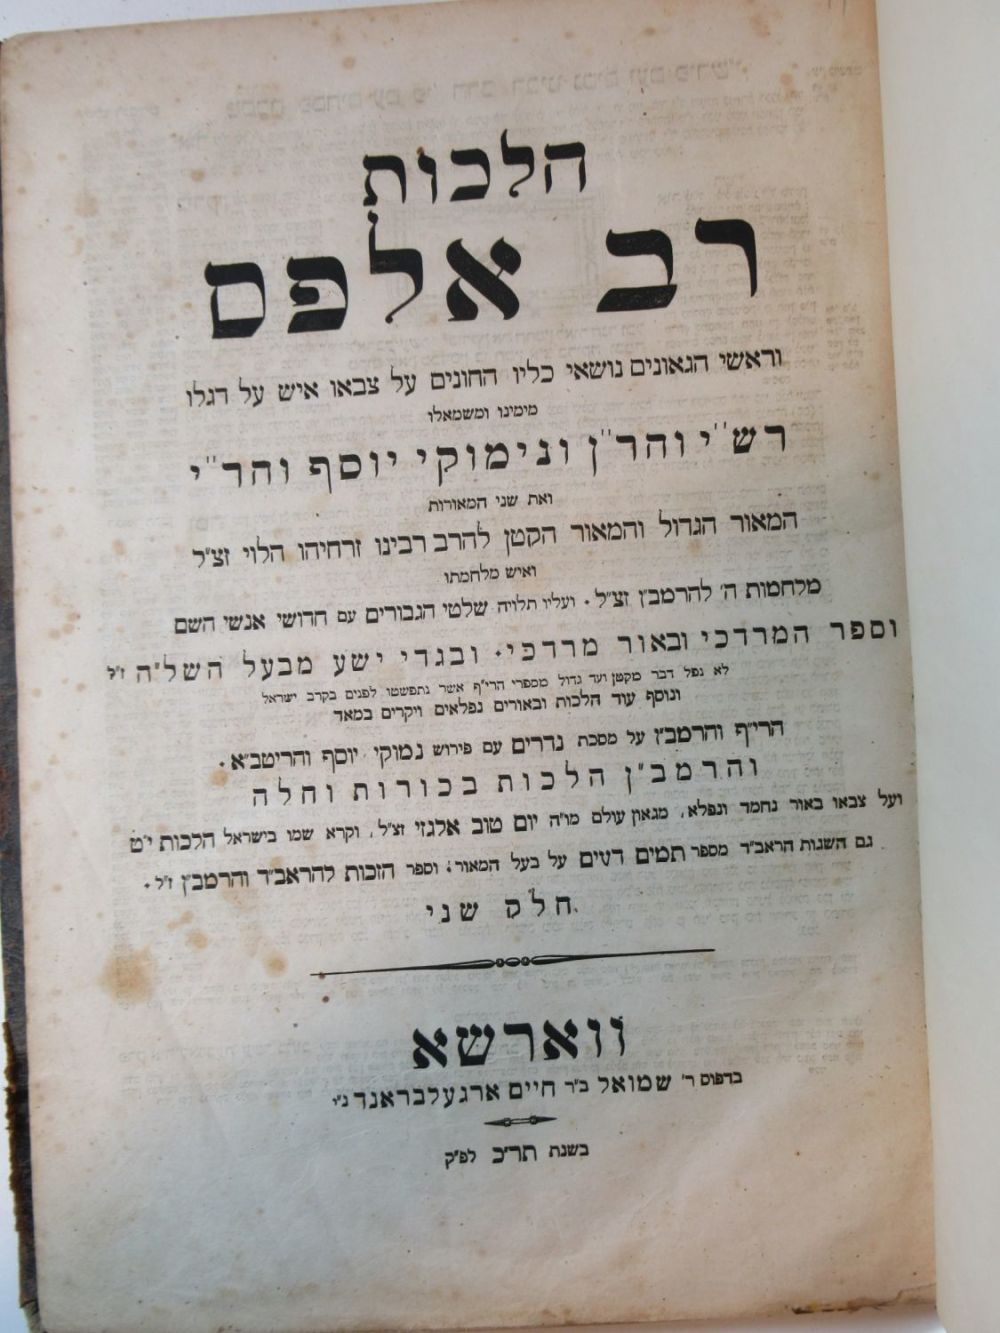 הלכות
רב אלפס
וראשי הגאונים נושאי כליו החונים על צבאו איש על דגלו
מימינו ומשמאלו
רש"י והר"ן ונימוקי יוסף והר"י
ואת שני המאורות
המאור הגדול והמאור הקטן להרב רבינו זרחיהו הלוי זצ"ל
ואיש מלחמתו
מלחמות ה' להרמב"ן זצ"ל. ועליו תלויה שלטי הגבורים עם חדושי אנשי השם
וספר המרדכי ובאור מרדכי. ובגדי ישע מבעל השל"ה ז"ל
לא נפל דבר מקטן ועד גדול מספרי הרי"ף אשר נתפשטו לפנים בקרב ישראל
ונוסף עוד הלכות ובאורים נפלאים ויקרים במאד
הרי"ף והרמב"ן על מסכת נדרים עם פירוש נמוקי יוסף והריטב"א.
והרמב"ן הלכות בכורות וחלה
ועל צבאו באור נחמד ונפלא, מגאון עולם מו"ה יום טוב אלגזי זצ"ל, וקרא שמו בישראל הלכות י"ט
גם השגות הראב"ד מספר תמים דעים על בעל המאור; וספר הזכות להראב"ד והרמב"ן ז"ל.
חלק שני
ווארשא
בדפוס ר' שמואל ב"ר חיים ארגעלבראנד נ"י
בשנת תר"כ לפ"ק